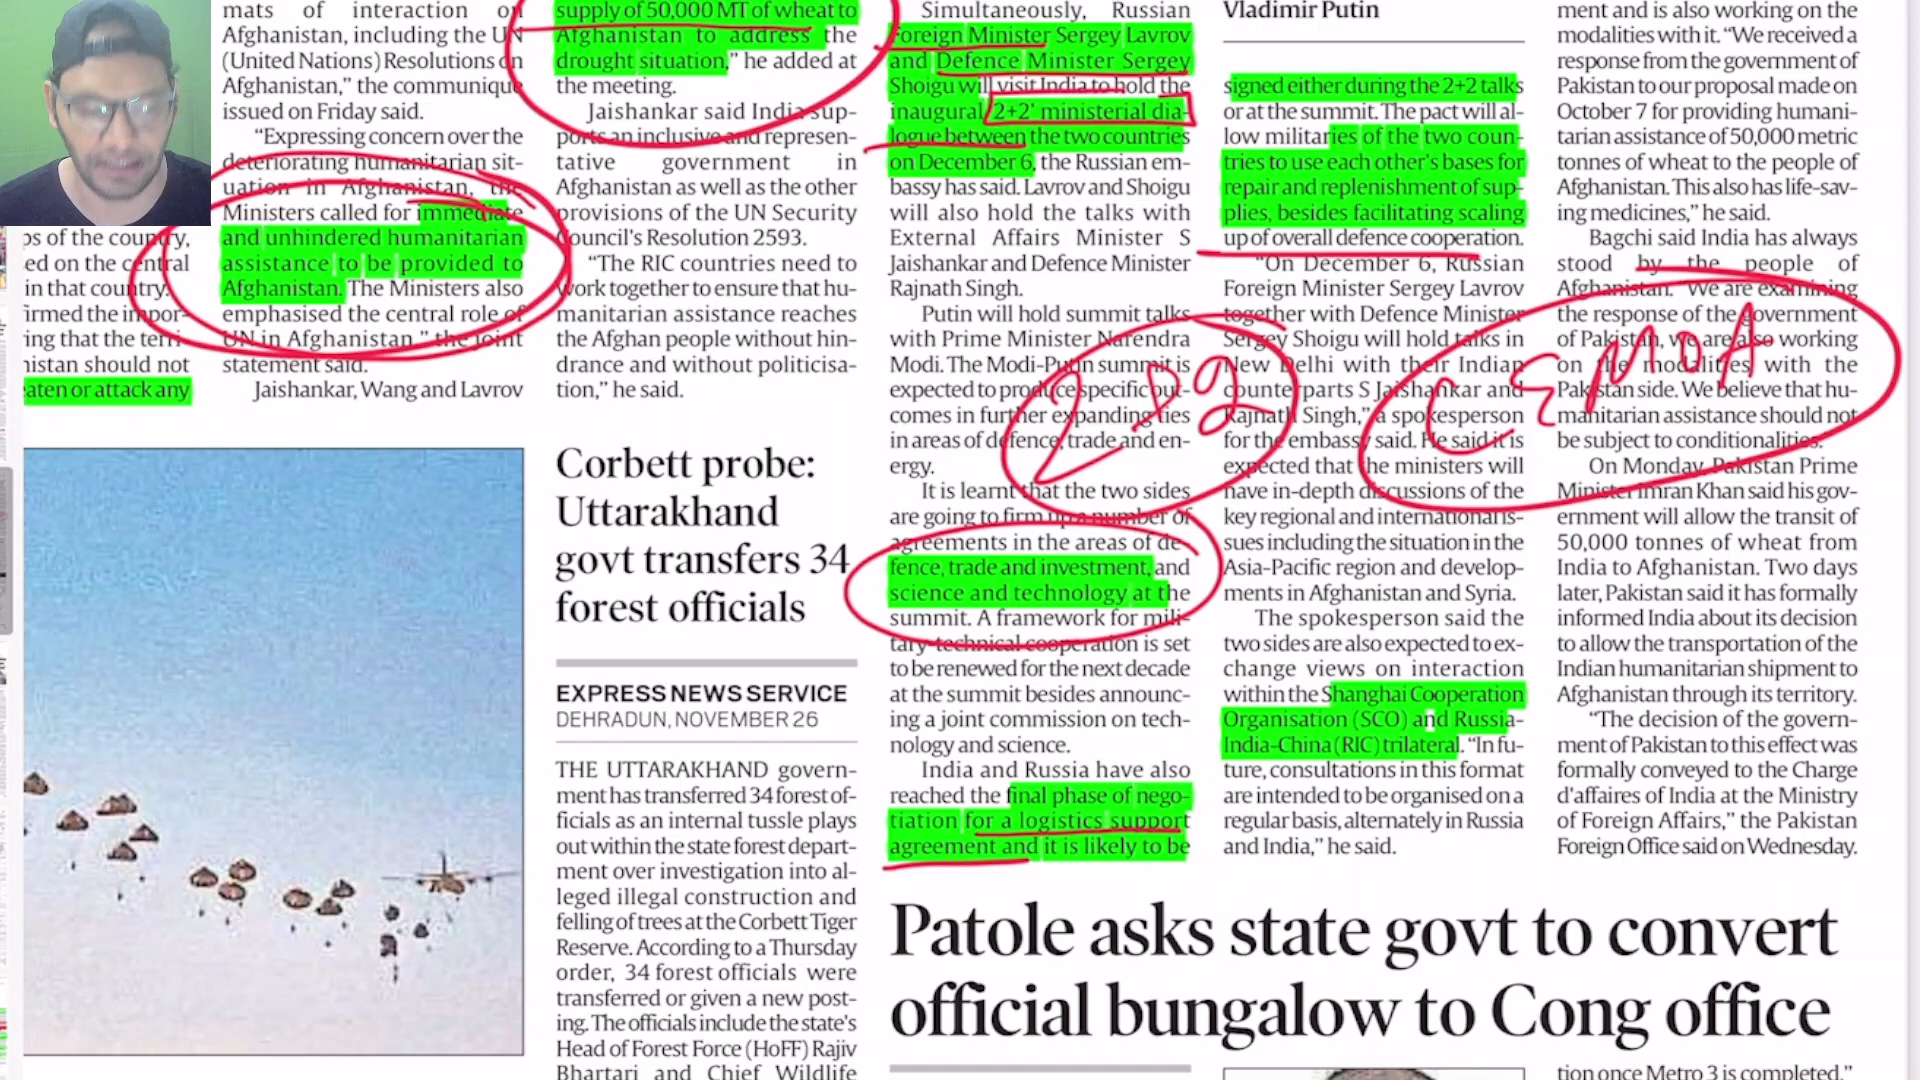 mats of interaction on
Afghanistan, including the UN
(United Nations) Resolutions on
Afghanistan," the communique
issued on Friday said.
"Expressing concern over the
deteriorating humanitarian sit-
uation in Afghanistan, the
Ministers called for immediate
and unhindered humanitarian
assistance to be provided to
Afghanistan. The Ministers also
emphasised the central role of
UN in Afghanistan," the joint
statement said.
Jaishankar, Wang and Lavrov
of the country,
on the central
in that country.
the impor-
ing that the
should not
or attack any
supply of 50,000 MT of wheat to
Afghanistan to address the
drought situation," he added at
the meeting.
Jaishankar said India sup-
ports an inclusive and represen-
tative government in
Afghanistan as well as the other
provisions of the UN Security
Council's Resolution 2593.
"The RIC countries need to
work together to ensure that hu-
manitarian assistance reaches
the Afghan people without hin-
drance and without politicisa-
tion," he said.
Corbett probe:
Uttarakhand
govt transfers 34
forest officials
EXPRESS NEWS SERVICE
DEHRADUN, NOVEMBER 26
THE UTTARAKHAND govern-
ment has transferred 34 forest of-
ficials as an internal tussle plays
out within the state forest depart-
ment over investigation into al-
leged illegal construction and
felling of trees at the Corbett Tiger
Reserve. According to a Thursday
order, 34 forest officials were
transferred or given a new post-
ing. The officials include the state's
Head of Forest Force (HoFF) Rajiv
Bhartari and Chief Wildlife
Simultaneously, Russian
Foreign Minister Sergey Lavrov
and Defence Minister Sergey
Shoigu will visit India to hold the
inaugural '2+2' ministerial dia-
logue between the two countries
on December 6, the Russian em-
bassy has said. Lavrov and Shoigu
will also hold the talks with
External Affairs Minister S
Jaishankar and Defence Minister
Rajnath Singh.
Putin will hold summit talks
with Prime Minister Narendra
Modi. The Modi-Putin summit is
expected to produce specific out-
comes in further expanding ties
in areas of defence, trade and en-
ergy.
It is learnt that the two sides
are going to firm up a number of
agreements in the areas of de-
fence, trade and investment, and
science and technology at the
summit. A framework for mili-
tary-technical cooperation is set
to be renewed for the next decade
at the summit besides announc-
ing a joint commission on tech-
nology and science.
India and Russia have also
reached the final phase of nego-
tiation for a logistics support
agreement and it is likely to be
Vladimir Putin
signed either during the 2+2 talks
or at the summit. The pact will al-
low militaries of the two coun-
tries to use each other's bases for
repair and replenishment of sup-
plies, besides facilitating scaling
up of overall defence cooperation.
"On December 6, Russian
Foreign Minister Sergey Lavrov
together with Defence Minister
Sergey Shoigu will hold talks in
New Delhi with their Indian
counterparts S Jaishankar and
Rajnath Singh," a spokesperson
for the embassy said. He said it is
expected that the ministers will
have in-depth discussions of the
key regional and international is-
sues including the situation in the
Asia-Pacific region and develop-
ments in Afghanistan and Syria.
The spokesperson said the
two sides are also expected to ex-
change views on interaction
within the Shanghai Cooperation
Organisation (SCO) and Russia-
India-China (RIC) trilateral. "In fu-
ture, consultations in this format
are intended to be organised on a
regular basis, alternately in Russia
and India," he said.
CEMOA
ment and is also working on the
modalities with it. "We received a
response from the government of
Pakistan to our proposal made on
October 7 for providing humani-
tarian assistance of 50,000 metric
tonnes of wheat to the people of
Afghanistan. This also has life-sav-
ing medicines," he said.
Bagchi said India has always
stood by the people of
Afghanistan. "We are examining
the response of the government
of Pakistan, we are also working
on the modalities with the
Pakistan side. We believe that hu-
manitarian assistance should not
be subject to conditionalities."
On Monday, Pakistan Prime
Minister Imran Khan said his gov-
ernment will allow the transit of
50,000 tonnes of wheat from
India to Afghanistan. Two days
later, Pakistan said it has formally
informed India about its decision
to allow the transportation of the
Indian humanitarian shipment to
Afghanistan through its territory.
"The decision of the govern-
ment of Pakistan to this effect was
formally conveyed to the Charge
d'affaires of India at the Ministry
of Foreign Affairs," the Pakistan
Foreign Office said on Wednesday.
Patole asks state govt to convert
official bungalow to Cong office
tion once Metro 3 is completed."